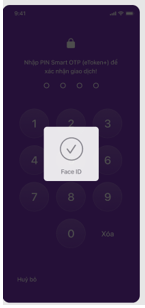 9:41
Nhập PIN Smart OTP (eToken+) để
xác nhận giao dịch!
1 2 3
4 6
Face ID
7 8 9
0 Xóa
Huỷ bỏ